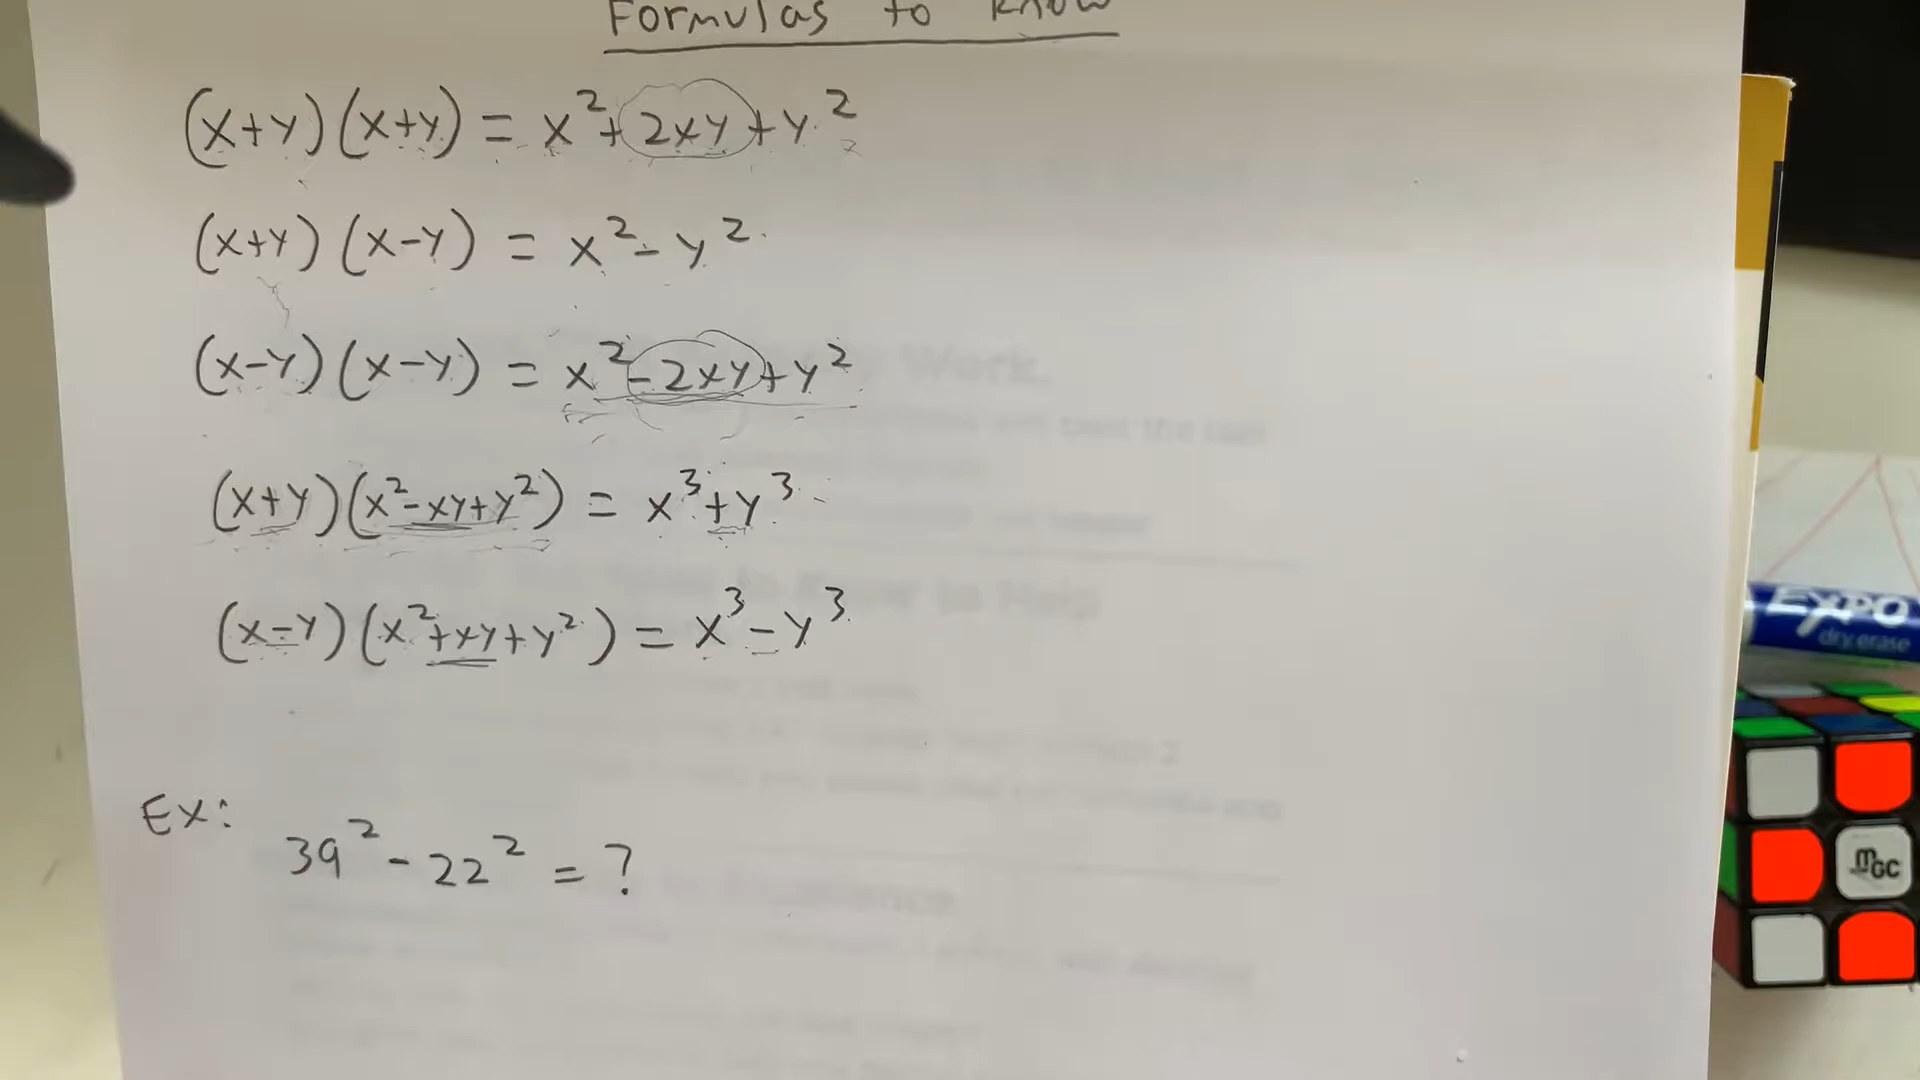 Formulas to know
(x+y)(x+y) = x²+2xy+y²
(x+y)(x-y) = x²-y²
(x-y)(x-y) = x²-2xy+y²
(x+y)(x²-xy+y²) = x³+y³
(x-y)(x²+xy+y²) = x³-y³
Ex:
39²-22² = ?
EXPO
dry erase
MGC